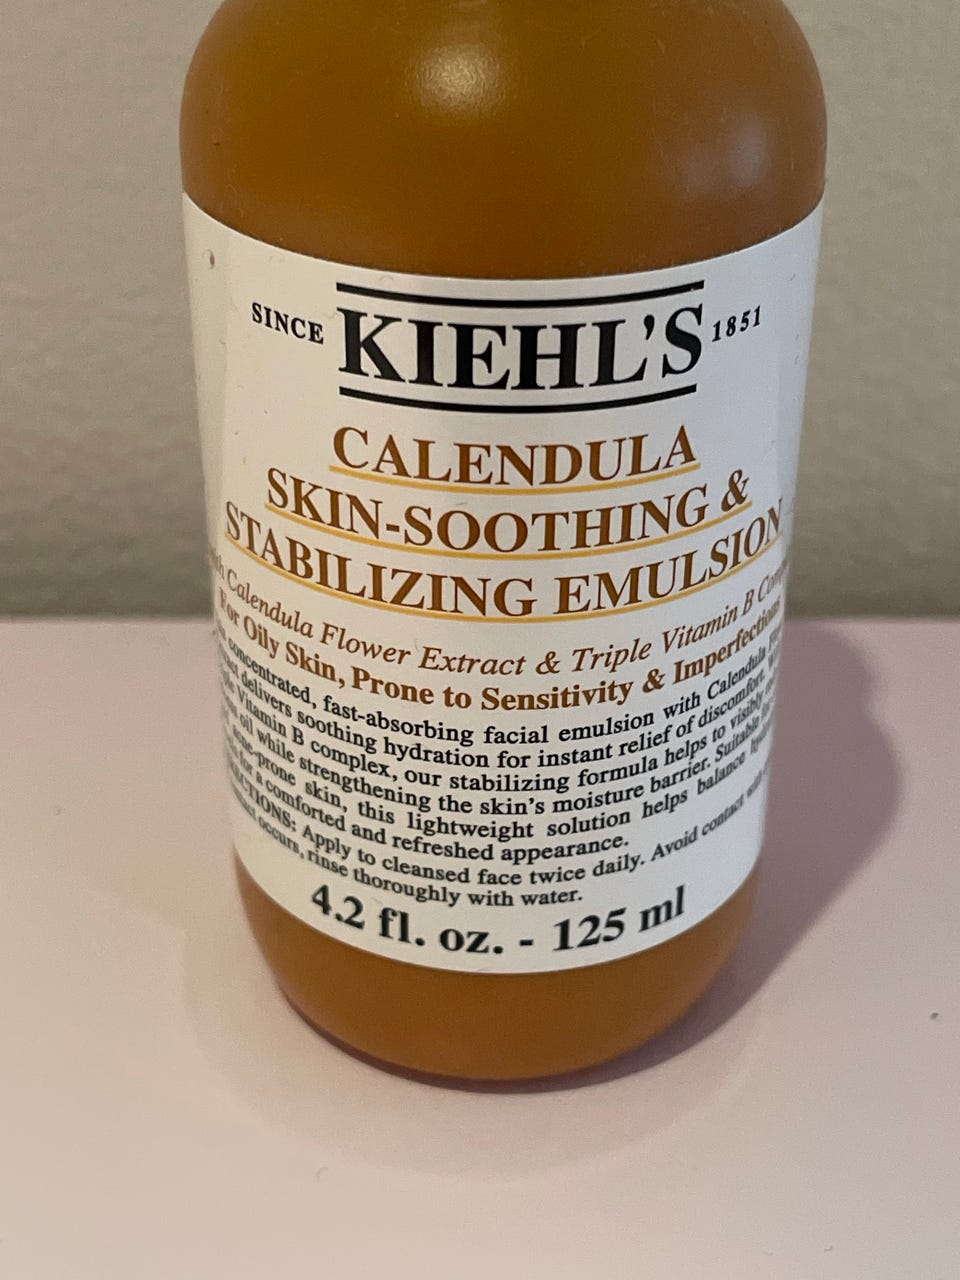 SINCE KIEHL'S 1851
CALENDULA
SKIN-SOOTHING &
STABILIZING EMULSION
Calendula Flower Extract & Triple Vitamin B
For Oily Skin, Prone to Sensitivity & Imperfections
concentrated, fast-absorbing facial emulsion with Calendula
delivers soothing hydration for instant relief of discomfort.
Vitamin B complex, our stabilizing formula helps to visibly
oil while strengthening the skin's moisture barrier. Suitable
prone skin, this lightweight solution helps balance
for a comforted and refreshed appearance.
Apply to cleansed face twice daily. Avoid contact
occurs, rinse thoroughly with water.
4.2 fl. oz. - 125 ml